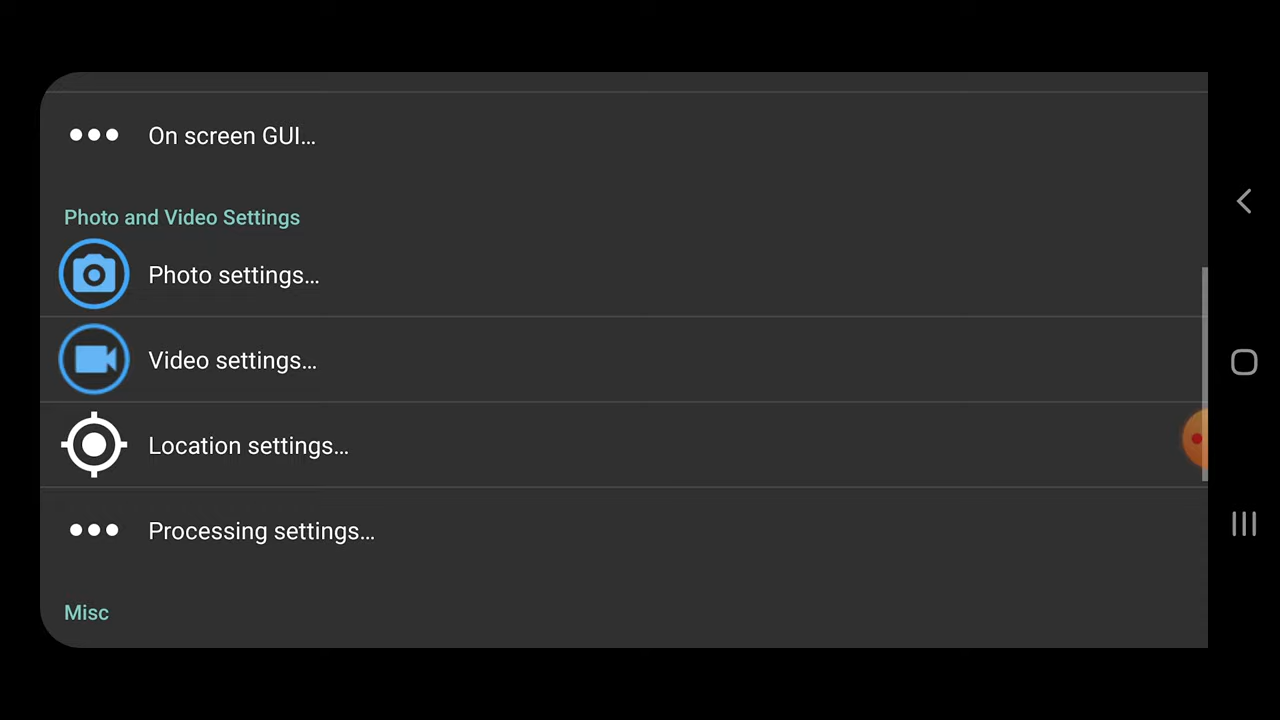 On screen GUI...
Photo and Video Settings
Photo settings...
Video settings...
Location settings...
Processing settings...
Misc